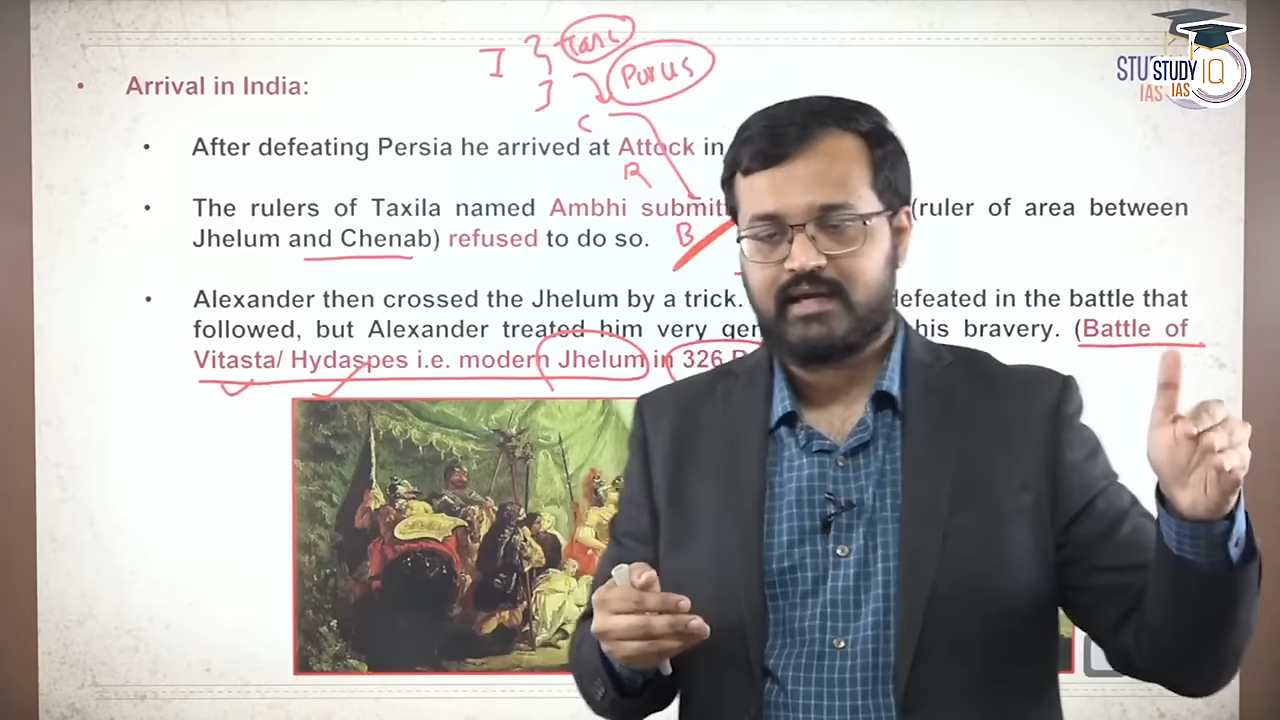 STUDY IQ
IAS
STU
IAS
I } Taxi
J } Porus
C
R
B
• Arrival in India:
• After defeating Persia he arrived at Attock in
• The rulers of Taxila named Ambhi submitt (ruler of area between
Jhelum and Chenab) refused to do so.
• Alexander then crossed the Jhelum by a trick. defeated in the battle that
followed, but Alexander treated him very gen his bravery. (Battle of
Vitasta/ Hydaspes i.e. modern Jhelum in 326 B